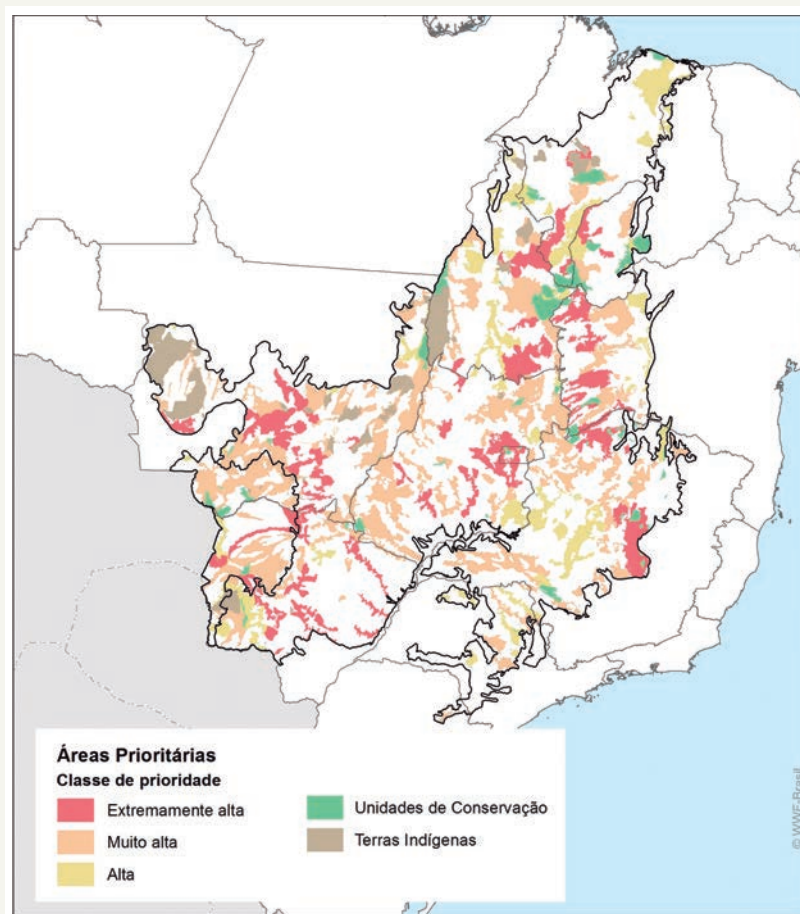 Áreas Prioritárias
Classe de prioridade
Extremamente alta
Muito alta
Alta
Unidades de Conservação
Terras Indígenas
© WWF-Brasil